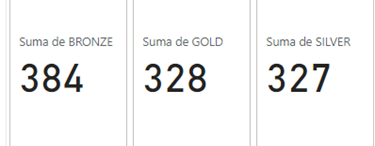 Suma de BRONZE
384
Suma de GOLD
328
Suma de SILVER
327